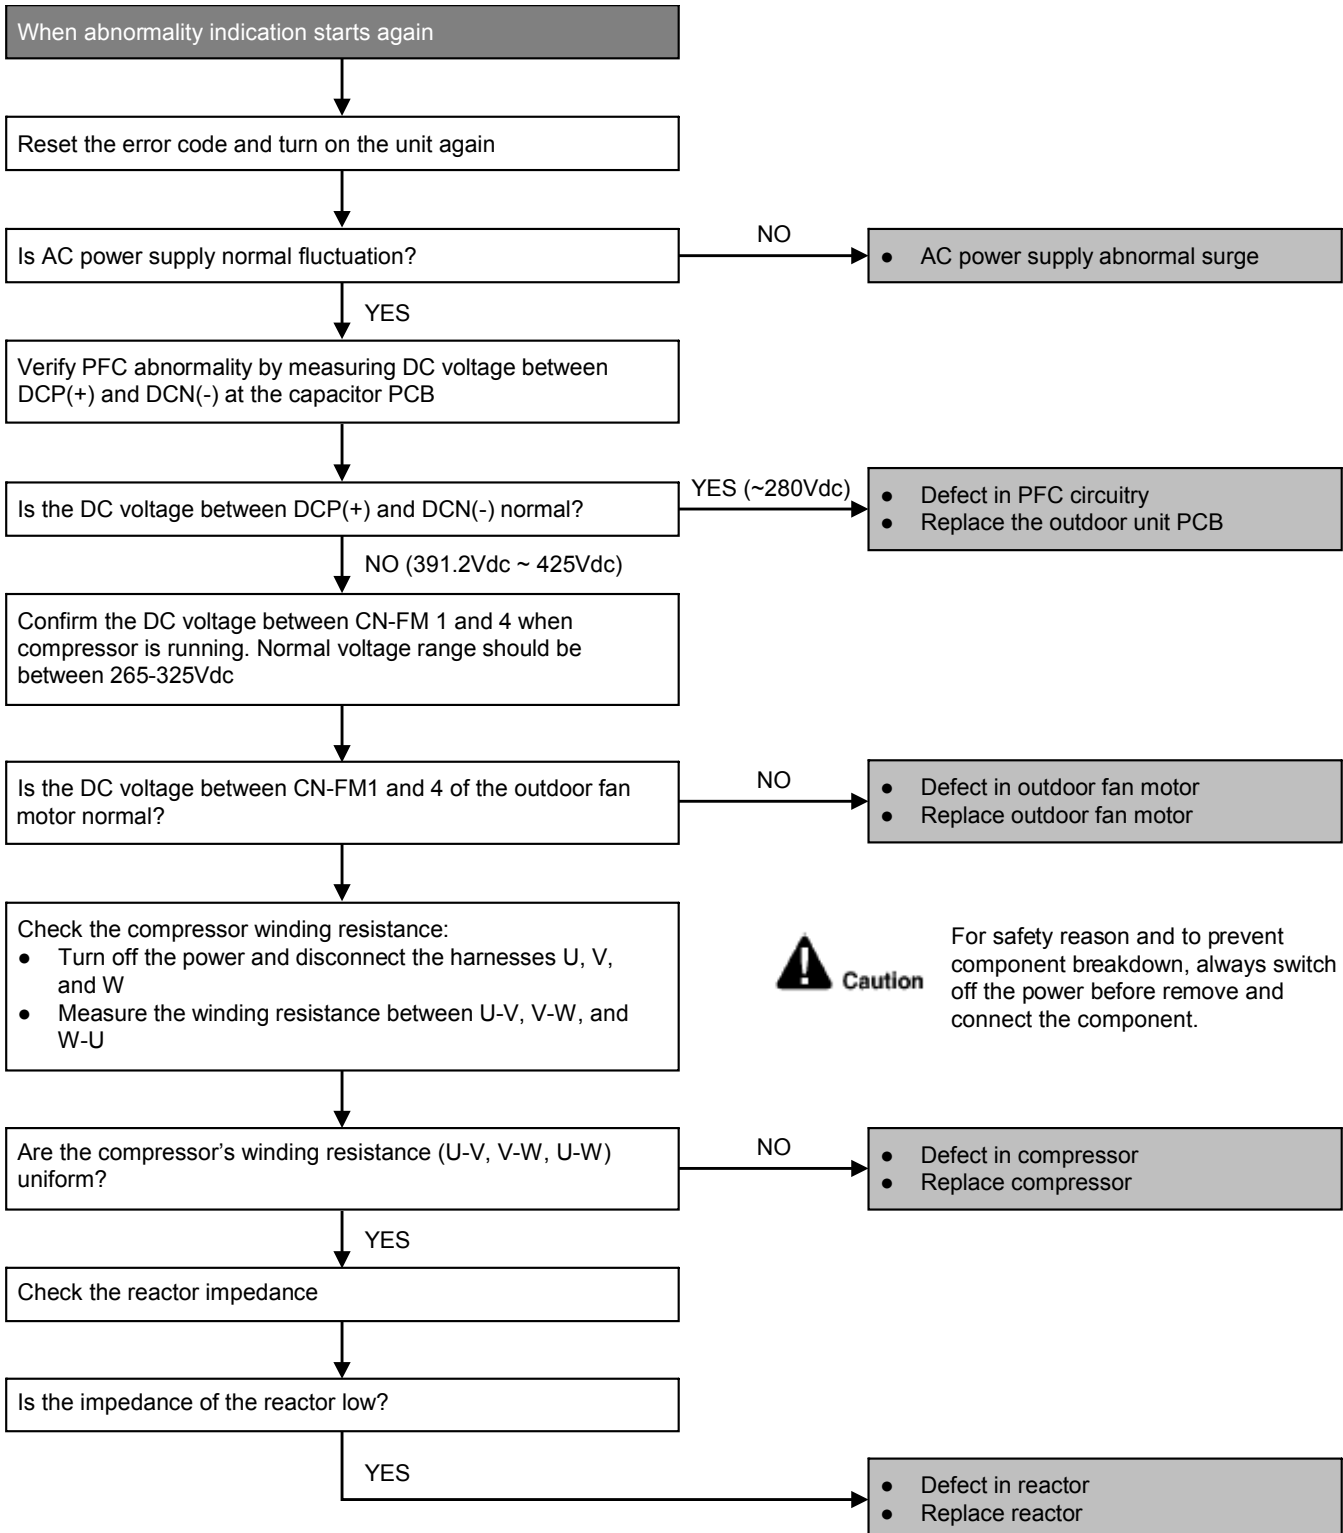 When abnormality indication starts again
Reset the error code and turn on the unit again
Is AC power supply normal fluctuation?
NO
● AC power supply abnormal surge
YES
Verify PFC abnormality by measuring DC voltage between
DCP(+) and DCN(-) at the capacitor PCB
Is the DC voltage between DCP(+) and DCN(-) normal?
YES (~280Vdc)
● Defect in PFC circuitry
● Replace the outdoor unit PCB
NO (391.2Vdc ~ 425Vdc)
Confirm the DC voltage between CN-FM 1 and 4 when
compressor is running. Normal voltage range should be
between 265-325Vdc
Is the DC voltage between CN-FM1 and 4 of the outdoor fan
motor normal?
NO
● Defect in outdoor fan motor
● Replace outdoor fan motor
Check the compressor winding resistance:
● Turn off the power and disconnect the harnesses U, V,
and W
● Measure the winding resistance between U-V, V-W, and
W-U
Caution
For safety reason and to prevent
component breakdown, always switch
off the power before remove and
connect the component.
Are the compressor’s winding resistance (U-V, V-W, U-W)
uniform?
NO
● Defect in compressor
● Replace compressor
YES
Check the reactor impedance
Is the impedance of the reactor low?
YES
● Defect in reactor
● Replace reactor